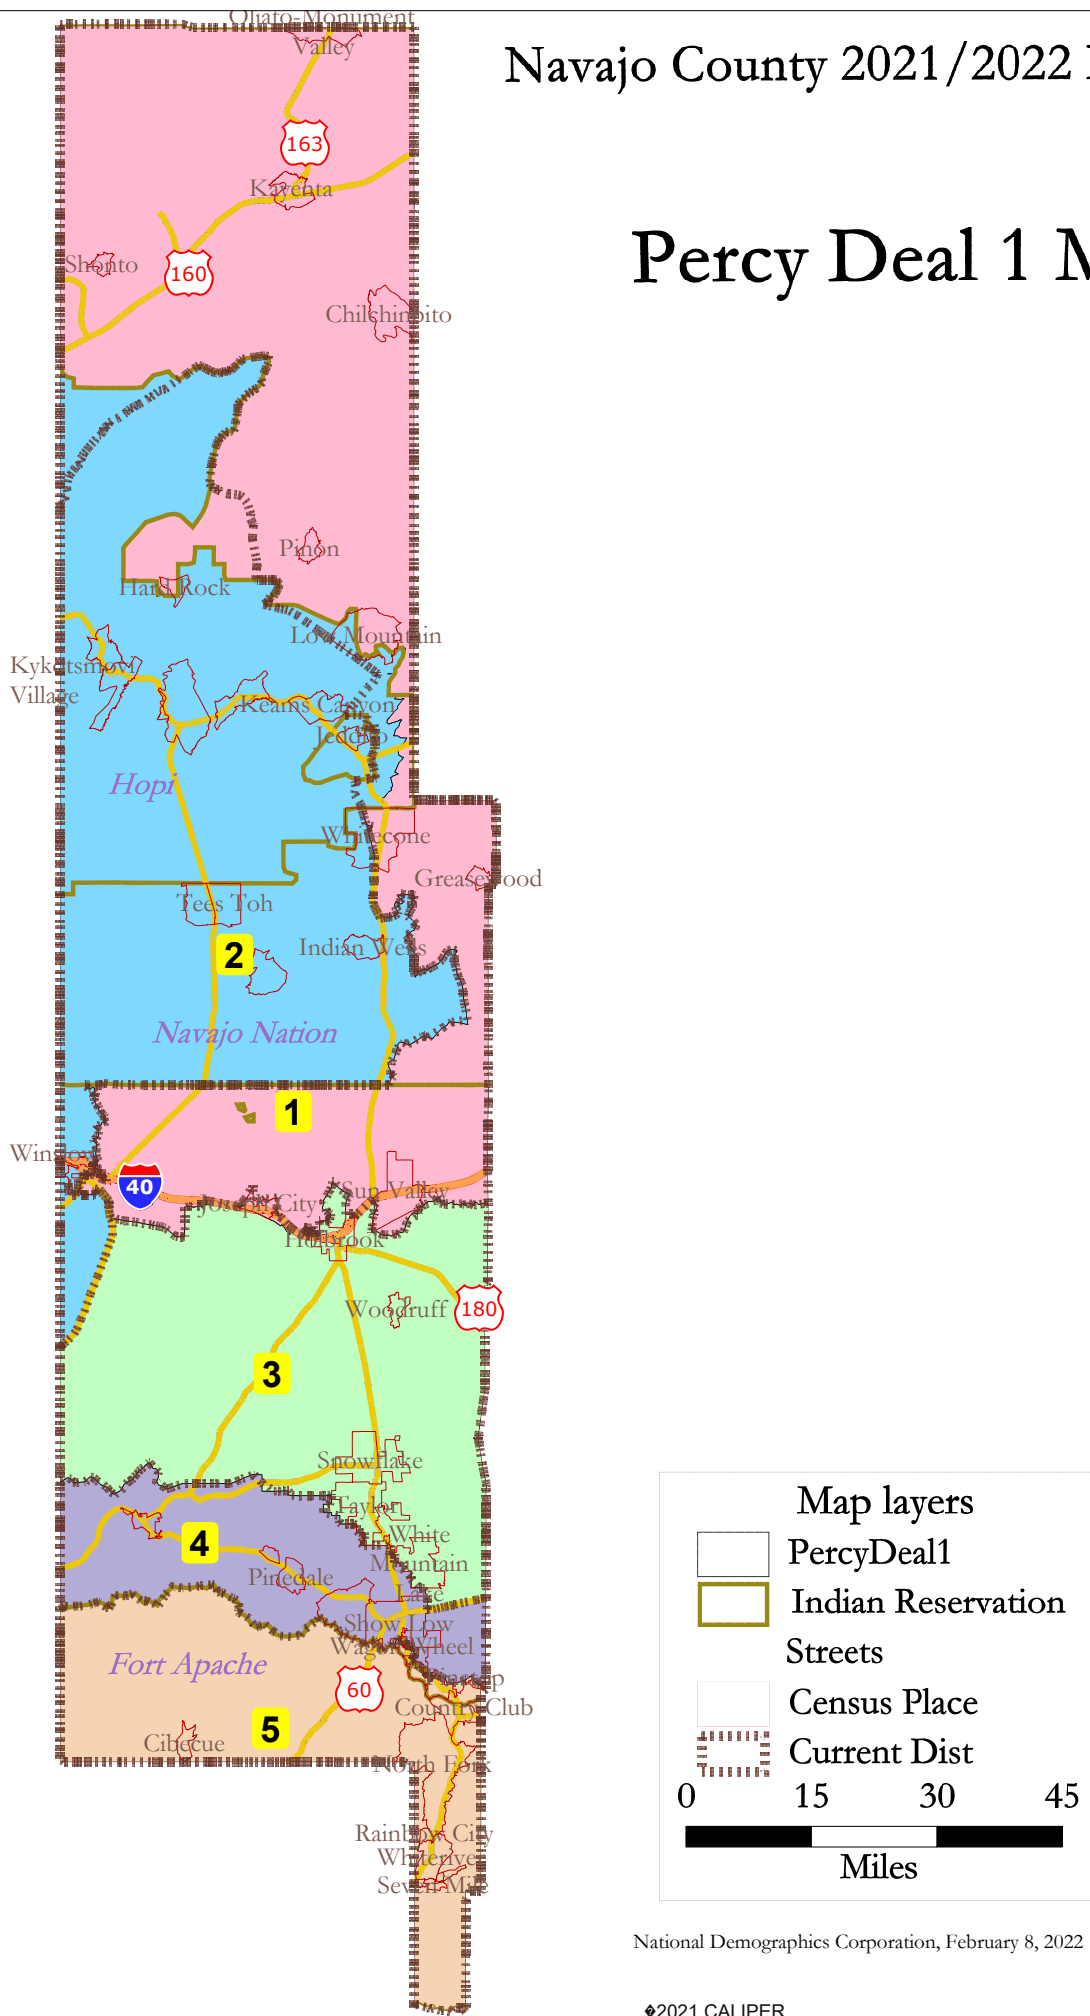 Navajo County 2021/2022
Percy Deal 1
Oljato-Monument
Valley
163
Kayenta
Shonto
160
Chilchinbito
Pinon
Hard Rock
Low Mountain
Kykotsmovi
Village
Keams Canyon
Jeddito
Hopi
Whitecone
Greasewood
Tees Toh
2
Indian Wells
Navajo Nation
1
Winslow
40
Sun Valley
Joseph City
Holbrook
Woodruff
180
3
Snowflake
Taylor
White
Mountain
Lake
4
Pinedale
Show Low
Wagon Wheel
Fort Apache
Pinetop
60
Country Club
5
Cibecue
North Fork
Rainbow City
Whiteriver
Seven Mile
Map layers
PercyDeal1
Indian Reservation
Streets
Census Place
Current Dist
0 15 30 45
Miles
National Demographics Corporation, February 8, 2022
�2021 CALIPER